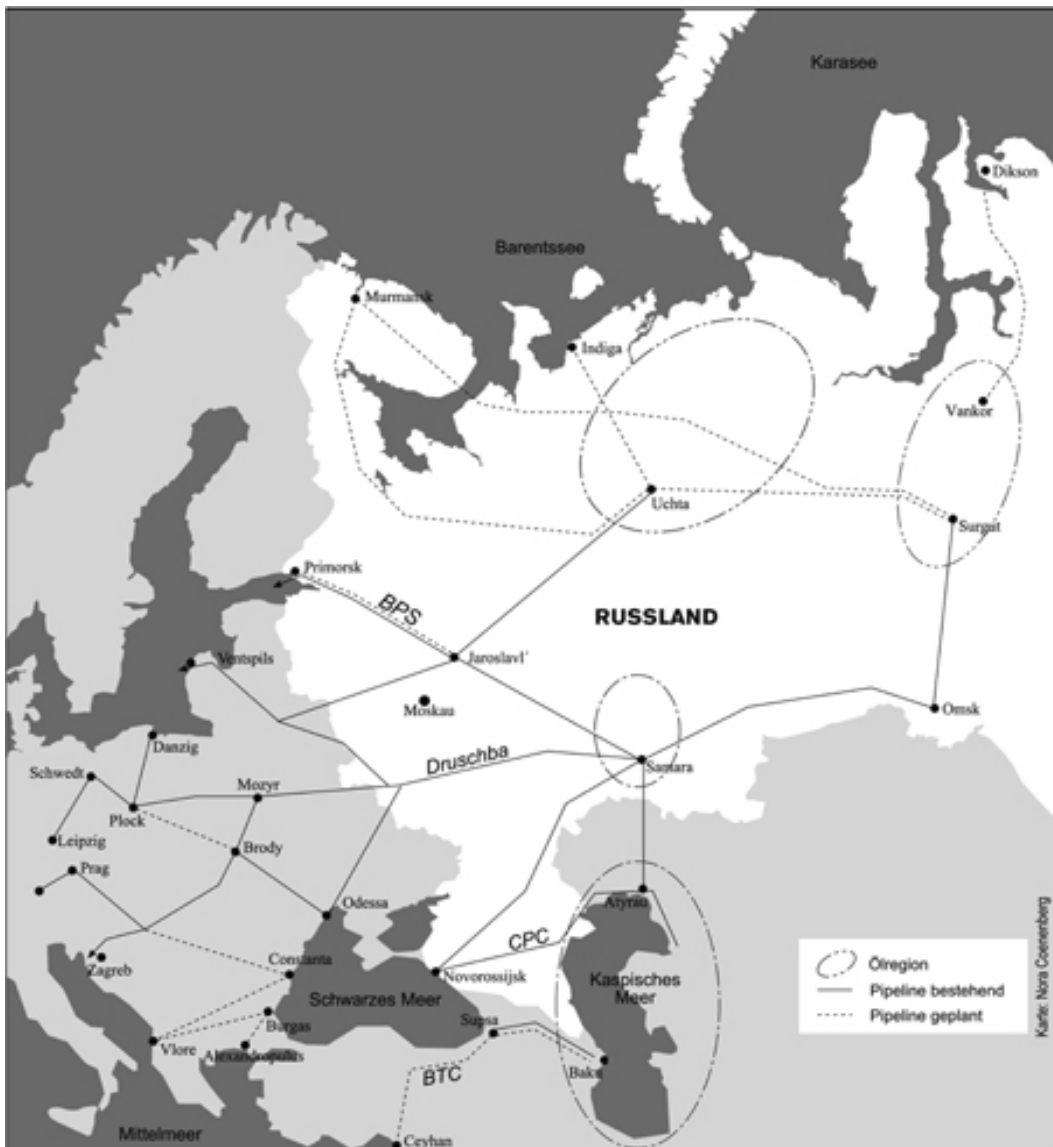 Karasee
Dikson
Barentssee
Murmansk
Indiga
Vankor
Uchta
Surgut
Primorsk
BPS
RUSSLAND
Jaroslavl´
Ventspils
Moskau
Omsk
Danzig
Druschba
Samara
Schwedt
Mozyr
Plock
Leipzig
Brody
Prag
Odessa
Atyrau
CPC
Zagreb
Constanta
Novorossijsk
Kaspisches
Meer
Schwarzes Meer
Burgas
Supsa
Vlore
Alexandropulis
Baku
BTC
Mittelmeer
Ceyhan
Ölregion
Pipeline bestehend
Pipeline geplant
Karte: Nora Coenenberg